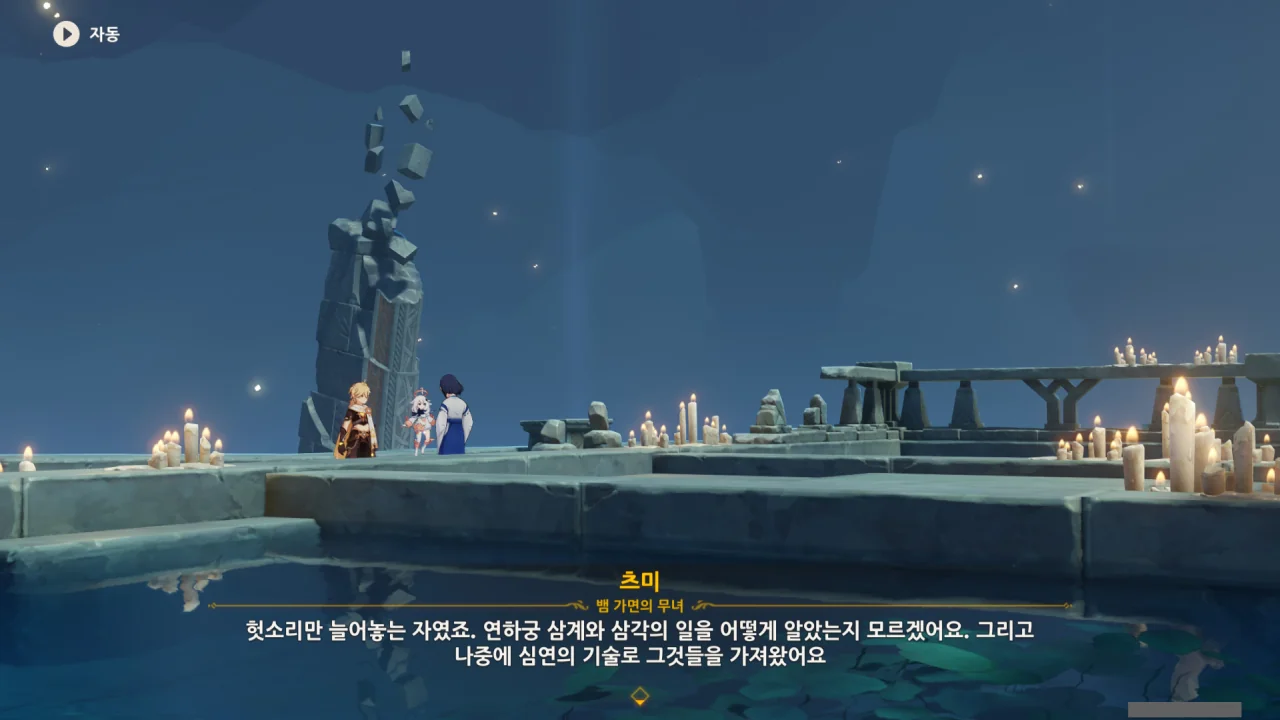 자동
츠미
뱀 가면의 무녀
헛소리만 늘어놓는 자였죠. 연하궁 삼계와 삼각의 일을 어떻게 알았는지 모르겠어요. 그리고
나중에 심연의 기술로 그것들을 가져왔어요